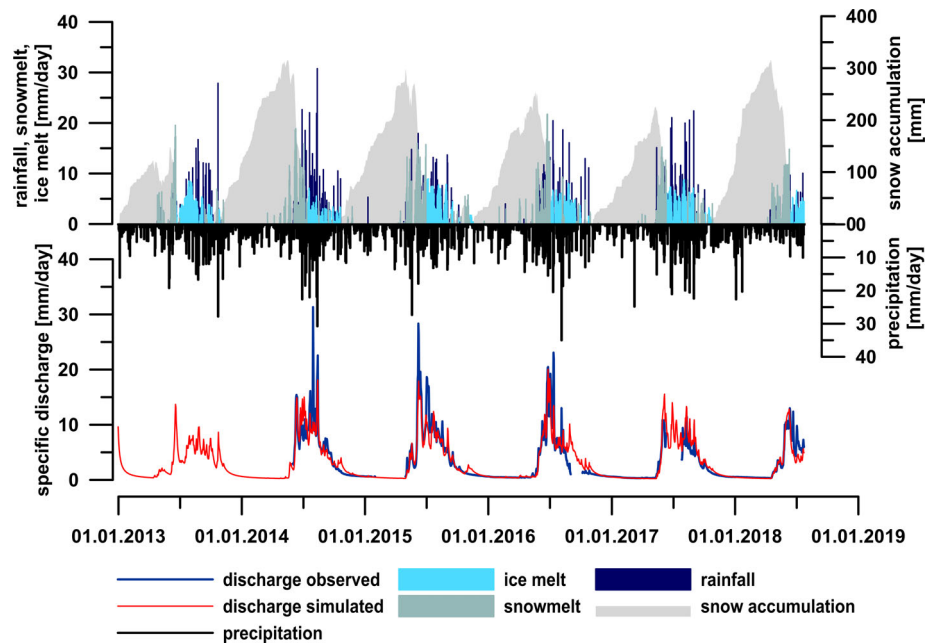 40
30
20
10
0
rainfall, snowmelt,
ice melt [mm/day]
400
300
200
100
00
snow accumulation
[mm]
10
20
30
40
precipitation
[mm/day]
40
30
20
10
0
specific discharge [mm/day]
01.01.2013 01.01.2014 01.01.2015 01.01.2016 01.01.2017 01.01.2018 01.01.2019
discharge observed ice melt rainfall
discharge simulated snowmelt snow accumulation
precipitation